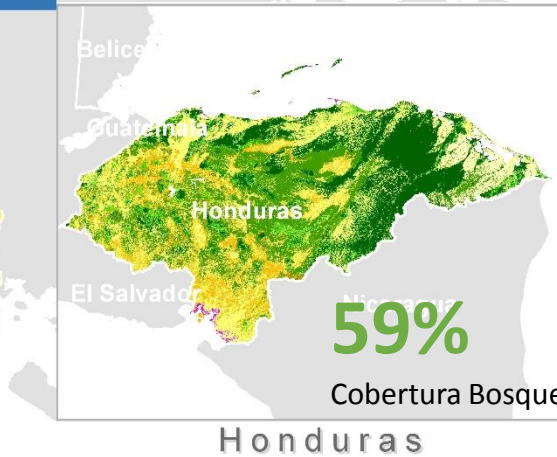 Belice
Guatemala
Honduras
El Salvador
Nicaragua
59%
Cobertura Bosque
Honduras